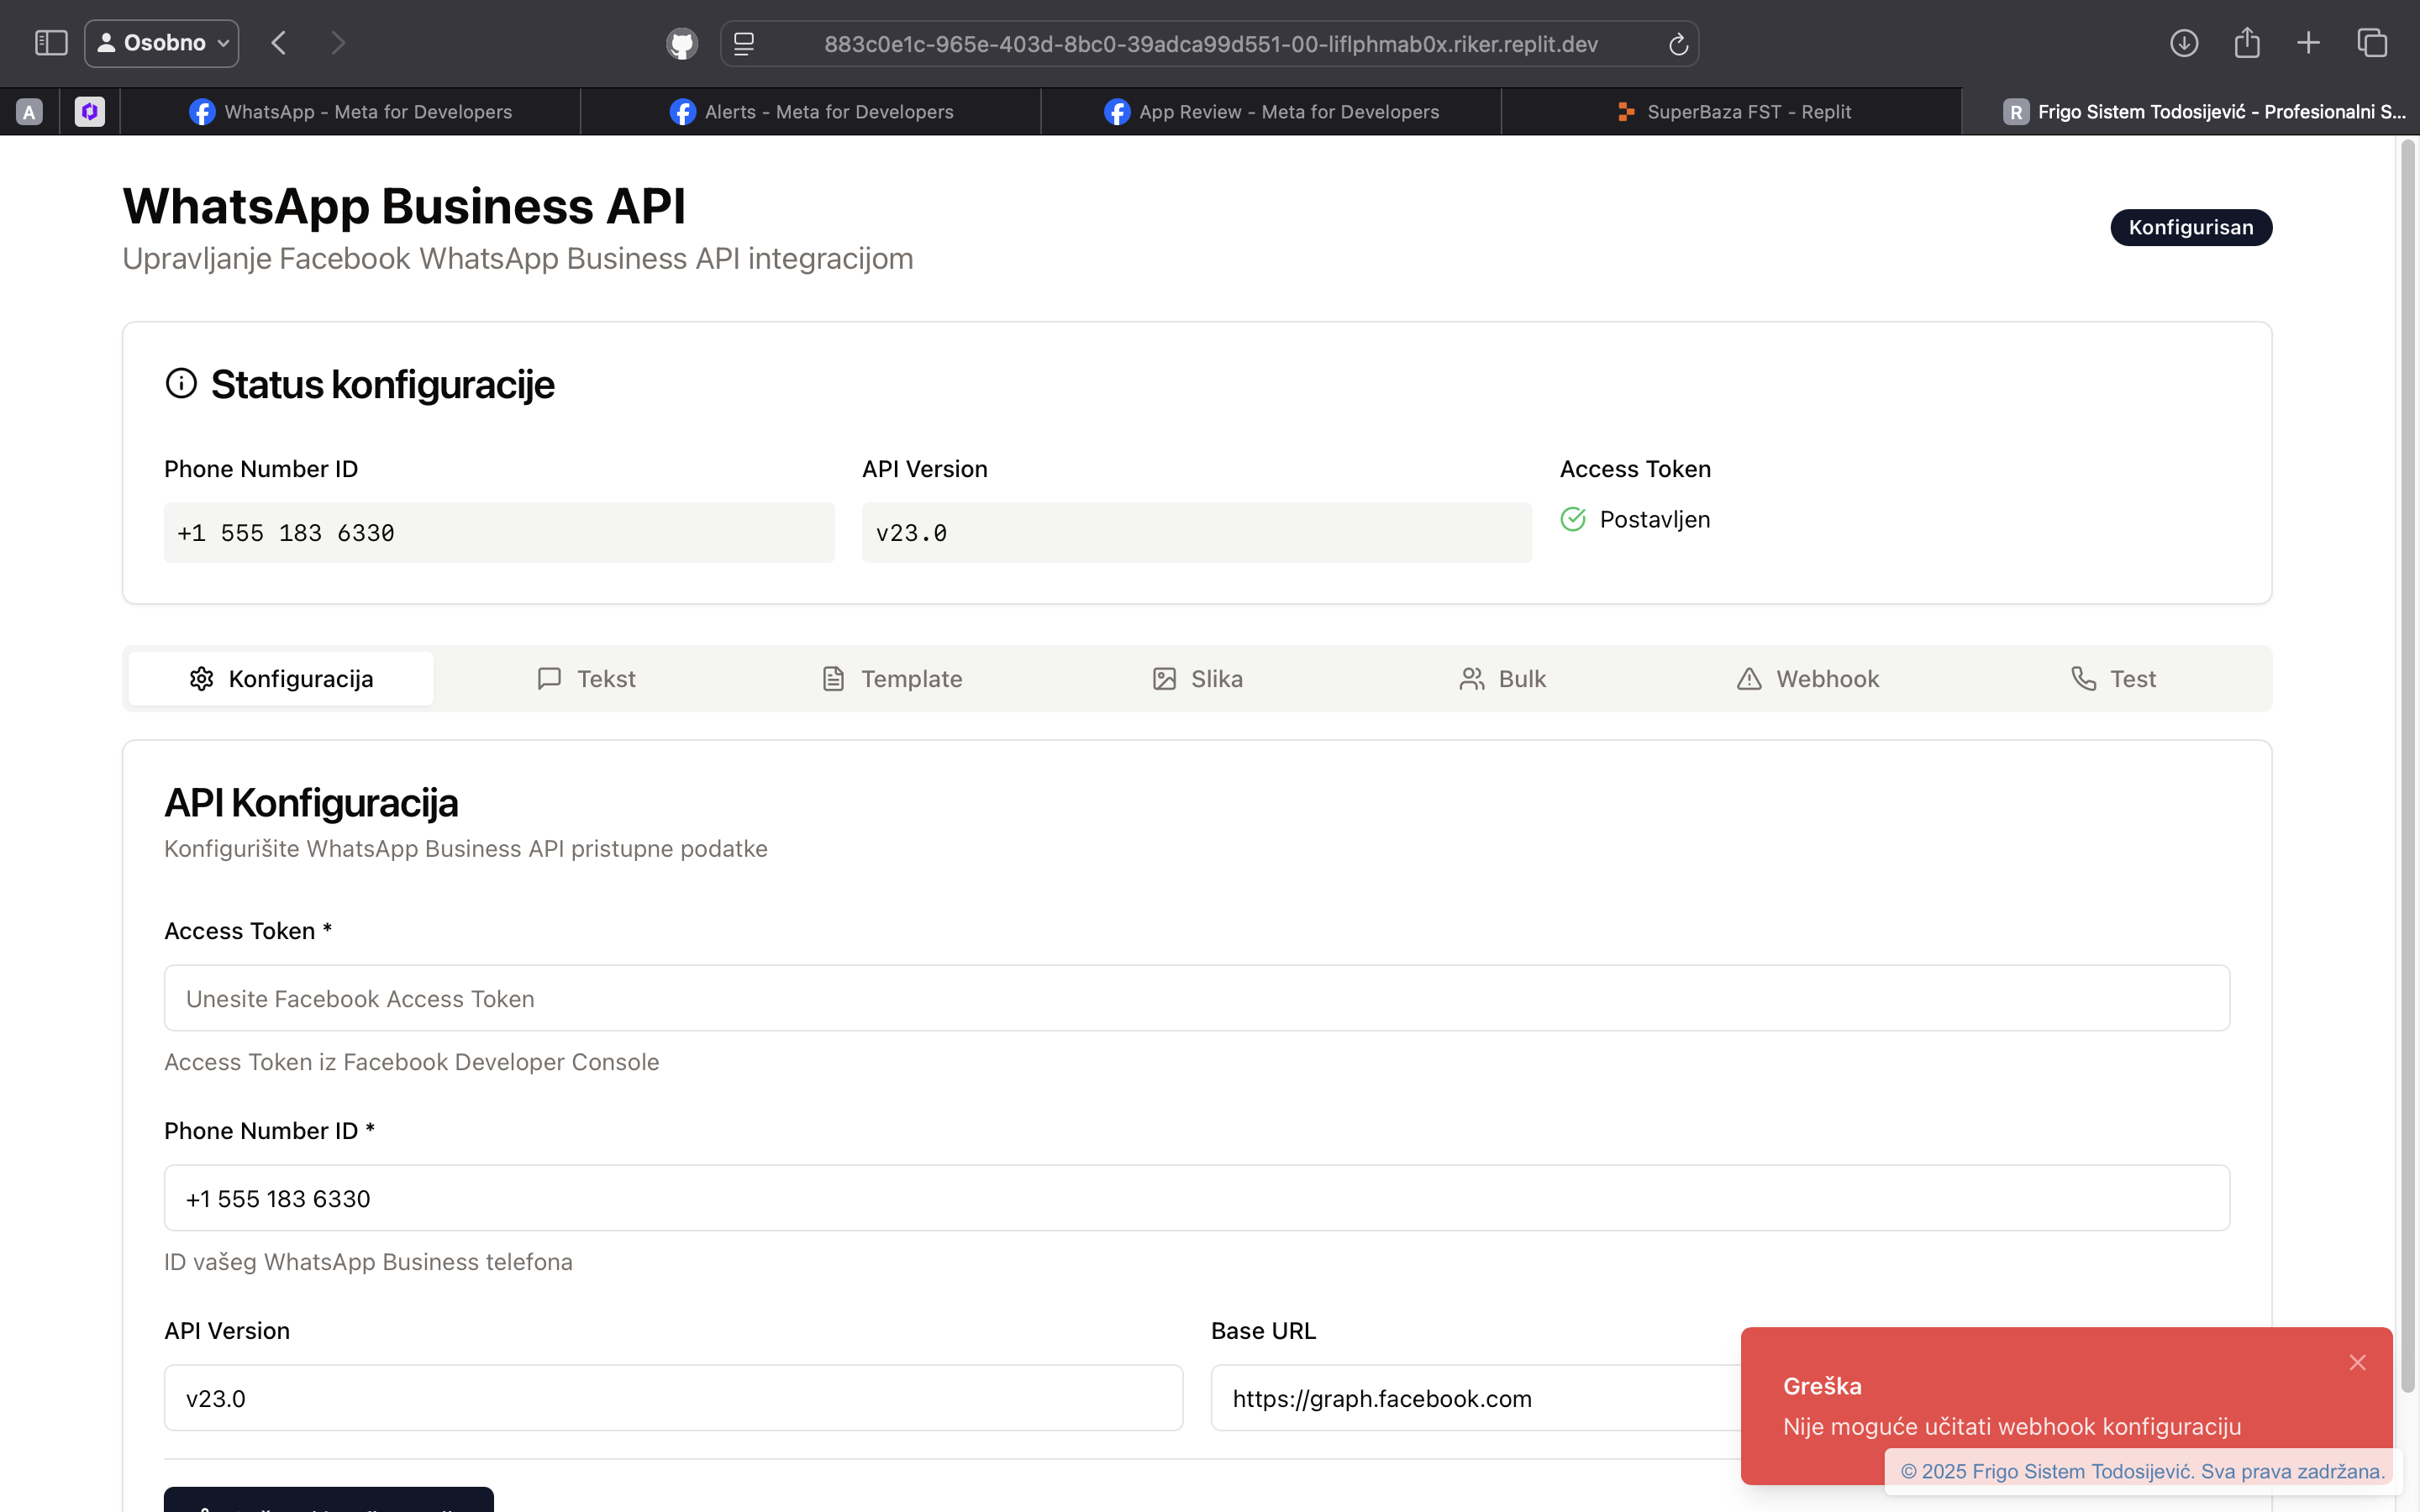 Osobno
883c0e1c-965e-403d-8bc0-39adca99d551-00-liflphmab0x.riker.replit.dev
A
WhatsApp - Meta for Developers
Alerts - Meta for Developers
App Review - Meta for Developers
SuperBaza FST - Replit
R Frigo Sistem Todosijević - Profesionalni S...
WhatsApp Business API
Konfigurisan
Upravljanje Facebook WhatsApp Business API integracijom
Status konfiguracije
Phone Number ID
API Version
Access Token
+1 555 183 6330
v23.0
Postavljen
Konfiguracija
Tekst
Template
Slika
Bulk
Webhook
Test
API Konfiguracija
Konfigurišite WhatsApp Business API pristupne podatke
Access Token *
Unesite Facebook Access Token
Access Token iz Facebook Developer Console
Phone Number ID *
+1 555 183 6330
ID vašeg WhatsApp Business telefona
API Version
Base URL
v23.0
https://graph.facebook.com
Greška
Nije moguće učitati webhook konfiguraciju
© 2025 Frigo Sistem Todosijević. Sva prava zadržana.